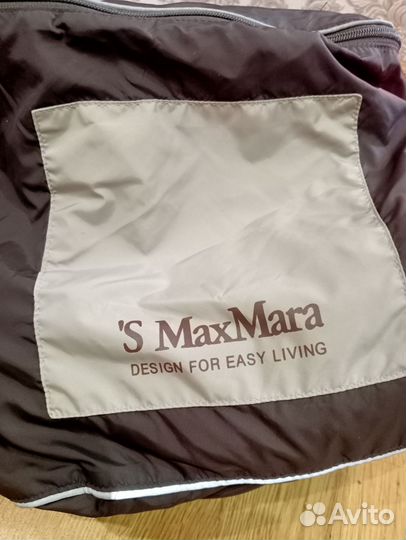 'S MaxMara
DESIGN FOR EASY LIVING
Avito